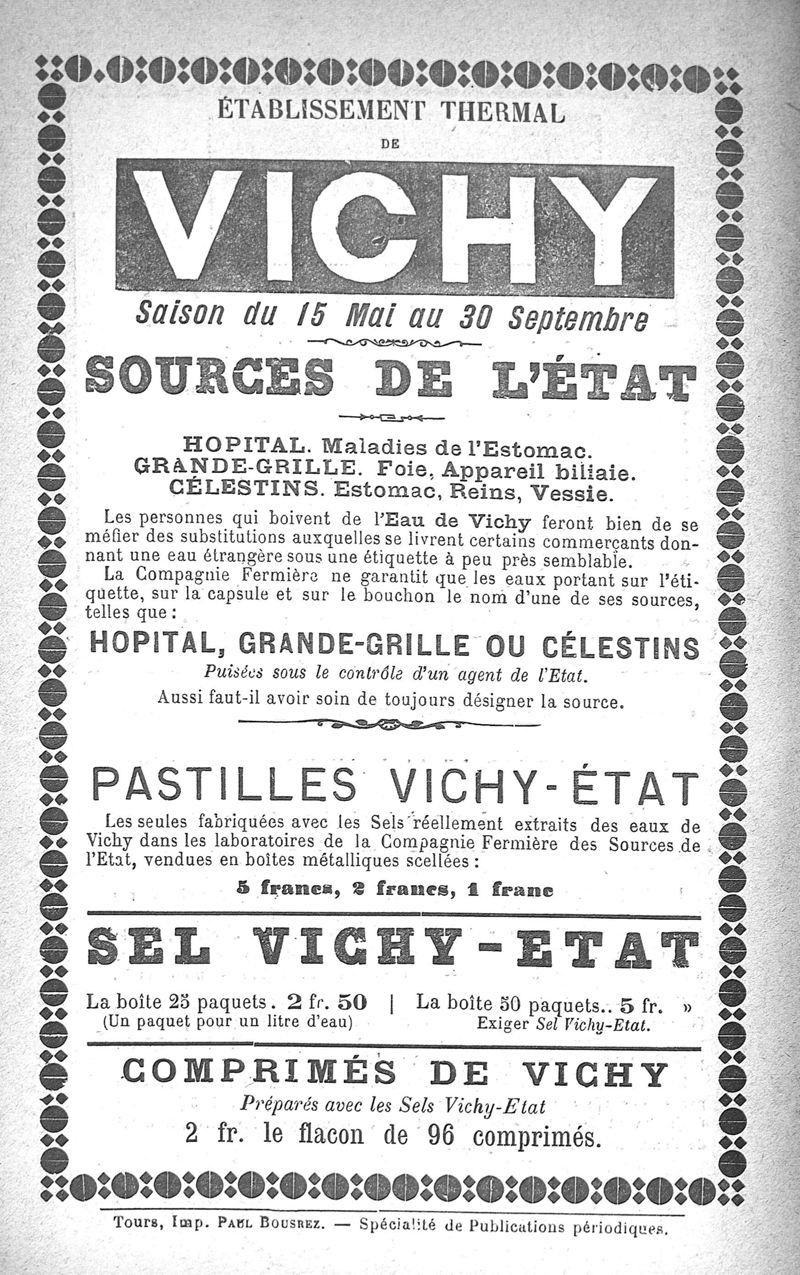 ÉTABLISSEMENT THERMAL
DE
VICHY
Saison du 15 Mai au 30 Septembre
SOURCES DE L'ÉTAT
HOPITAL. Maladies de l'Estomac.
GRANDE-GRILLE. Foie, Appareil biliaie.
CÉLESTINS. Estomac, Reins, Vessie.
Les personnes qui boivent de l'Eau de Vichy feront bien de se
méfier des substitutions auxquelles se livrent certains commerçants don-
nant une eau étrangère sous une étiquette à peu près semblable.
La Compagnie Fermière ne garantit que les eaux portant sur l'éti-
quette, sur la capsule et sur le bouchon le nom d'une de ses sources,
telles que :
HOPITAL, GRANDE-GRILLE OU CÉLESTINS
Puisées sous le contrôle d'un agent de l'Etat.
Aussi faut-il avoir soin de toujours désigner la source.
PASTILLES VICHY-ÉTAT
Les seules fabriquées avec les Sels réellement extraits des eaux de
Vichy dans les laboratoires de la Compagnie Fermière des Sources de
l'Etat, vendues en boîtes métalliques scellées :
5 francs, 2 francs, 1 franc
SEL VICHY-ETAT
La boîte 25 paquets. 2 fr. 50 | La boîte 50 paquets.. 5 fr. »
(Un paquet pour un litre d'eau) Exiger Sel Vichy-Etat.
COMPRIMÉS DE VICHY
Préparés avec les Sels Vichy-Etat
2 fr. le flacon de 96 comprimés.
Tours, Imp. PAUL BOUSREZ. — Spécialité de Publications périodiques.